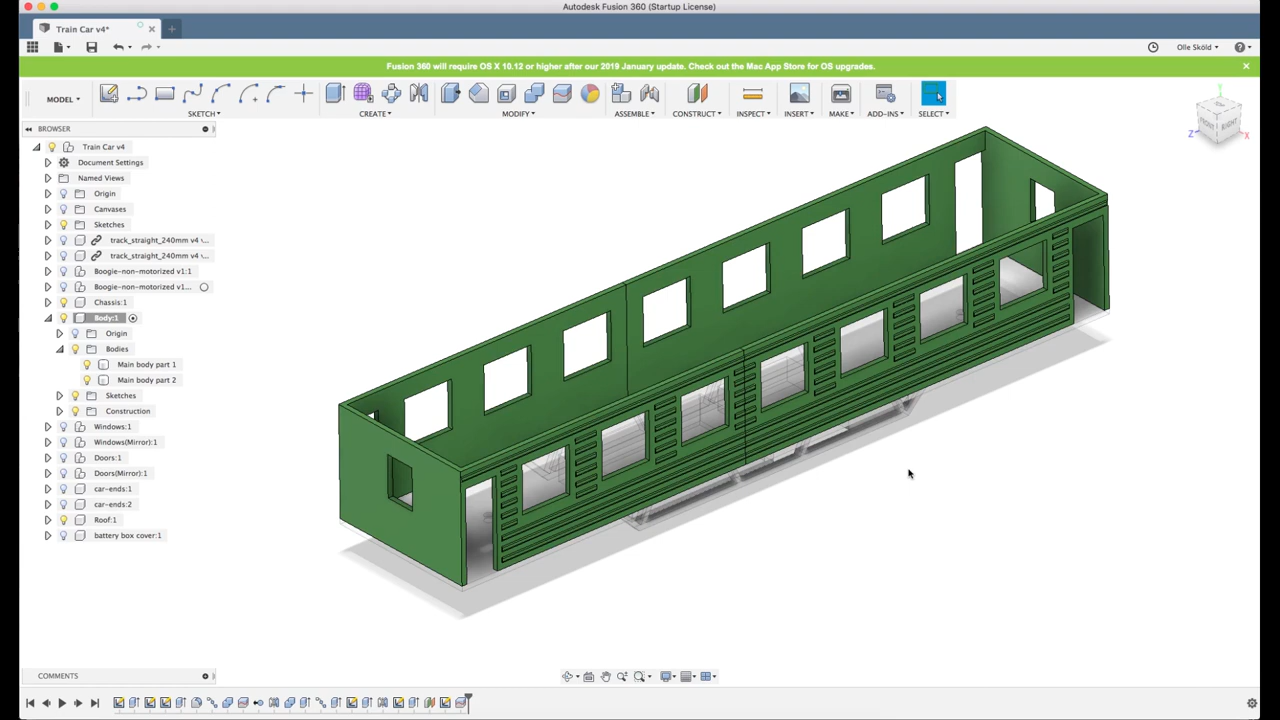 Autodesk Fusion 360 (Startup License)
Train Car v4*
Olle Sköld
Fusion 360 will require OS X 10.12 or higher after our 2019 January update. Check out the Mac App Store for OS upgrades.
MODEL
SKETCH
CREATE
MODIFY
ASSEMBLE
CONSTRUCT
INSPECT
INSERT
MAKE
ADD-INS
SELECT
Y
FRONT
RIGHT
Z
X
BROWSER
Train Car v4
Document Settings
Named Views
Origin
Canvases
Sketches
track_straight_240mm v4 v...
track_straight_240mm v4 v...
Boogie-non-motorized v1:1
Boogie-non-motorized v1...
Chassis:1
Body:1
Origin
Bodies
Main body part 1
Main body part 2
Sketches
Construction
Windows:1
Windows(Mirror):1
Doors:1
Doors(Mirror):1
car-ends:1
car-ends:2
Roof:1
battery box cover:1
COMMENTS